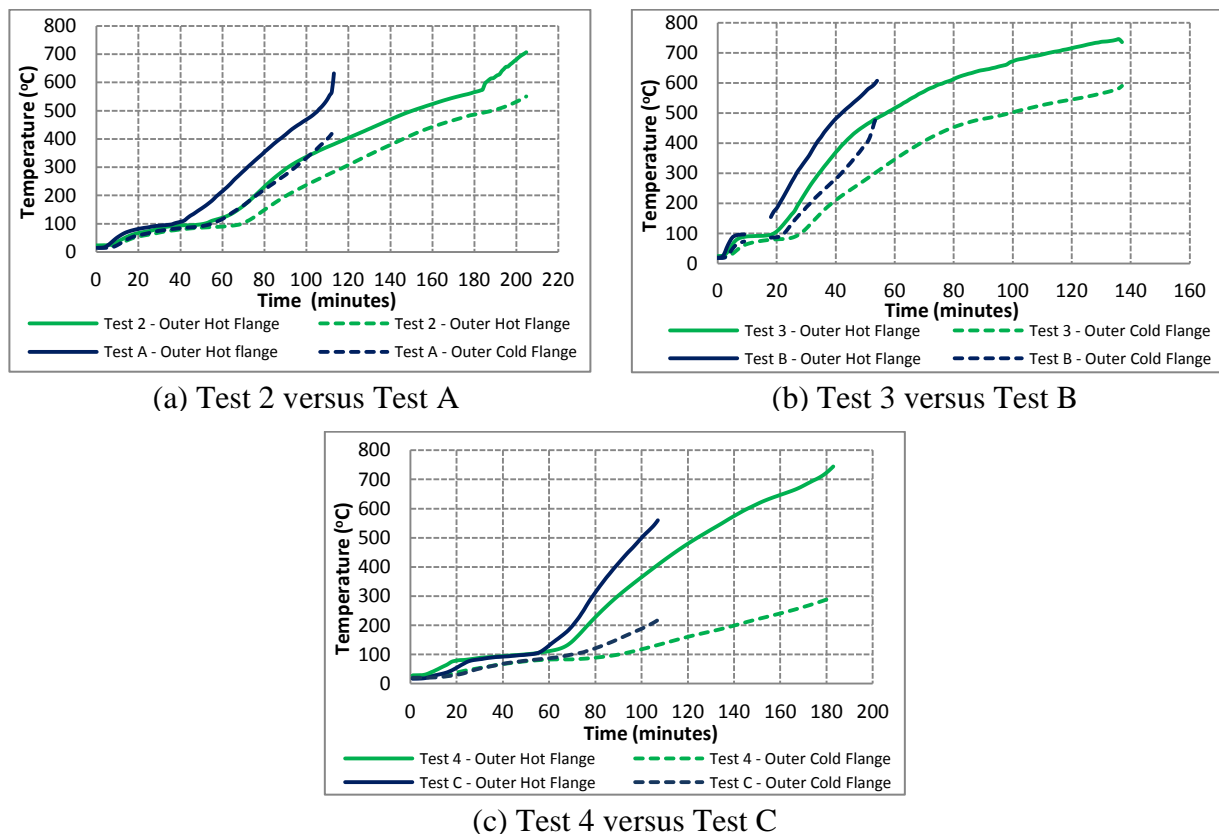 Temperature (ºC)
800
700
600
500
400
300
200
100
0
0 20 40 60 80 100 120 140 160 180 200 220
Time (minutes)
Test 2 - Outer Hot Flange
Test 2 - Outer Cold Flange
Test A - Outer Hot flange
Test A - Outer Cold Flange
(a) Test 2 versus Test A
Temperature (ºC)
800
700
600
500
400
300
200
100
0
0 20 40 60 80 100 120 140 160
Time (minutes)
Test 3 - Outer Hot Flange
Test 3 - Outer Cold Flange
Test B - Outer Hot Flange
Test B - Outer Cold Flange
(b) Test 3 versus Test B
Temperature (ºC)
800
700
600
500
400
300
200
100
0
0 20 40 60 80 100 120 140 160 180 200
Time (minutes)
Test 4 - Outer Hot Flange
Test 4 - Outer Cold Flange
Test C - Outer Hot Flange
Test C - Outer Cold Flange
(c) Test 4 versus Test C